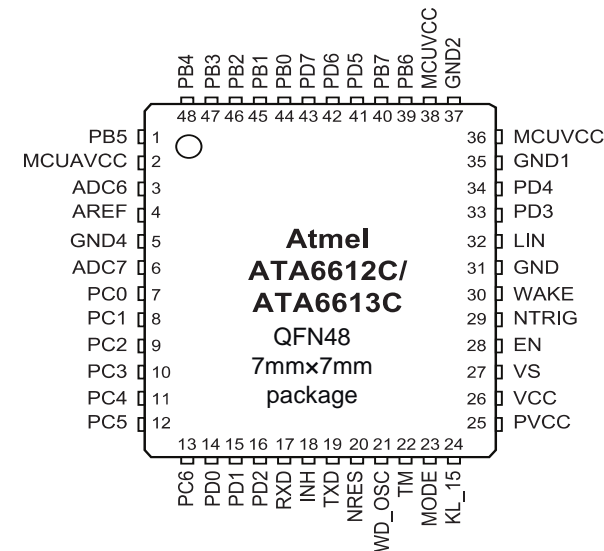 PB4 PB3 PB2 PB1 PB0 PD7 PD6 PD5 PB7 PB6 MCUVCC GND2
48 47 46 45 44 43 42 41 40 39 38 37
PB5 1 36 MCUVCC
MCUAVCC 2 35 GND1
ADC6 3 34 PD4
AREF 4 33 PD3
GND4 5 32 LIN
ADC7 6 31 GND
PC0 7 30 WAKE
PC1 8 29 NTRIG
PC2 9 28 EN
PC3 10 27 VS
PC4 11 26 VCC
PC5 12 25 PVCC
Atmel
ATA6612C/
ATA6613C
QFN48
7mm×7mm
package
13 14 15 16 17 18 19 20 21 22 23 24
PC6 PD0 PD1 PD2 RXD INH TXD NRES WD_OSC TM MODE KL_15